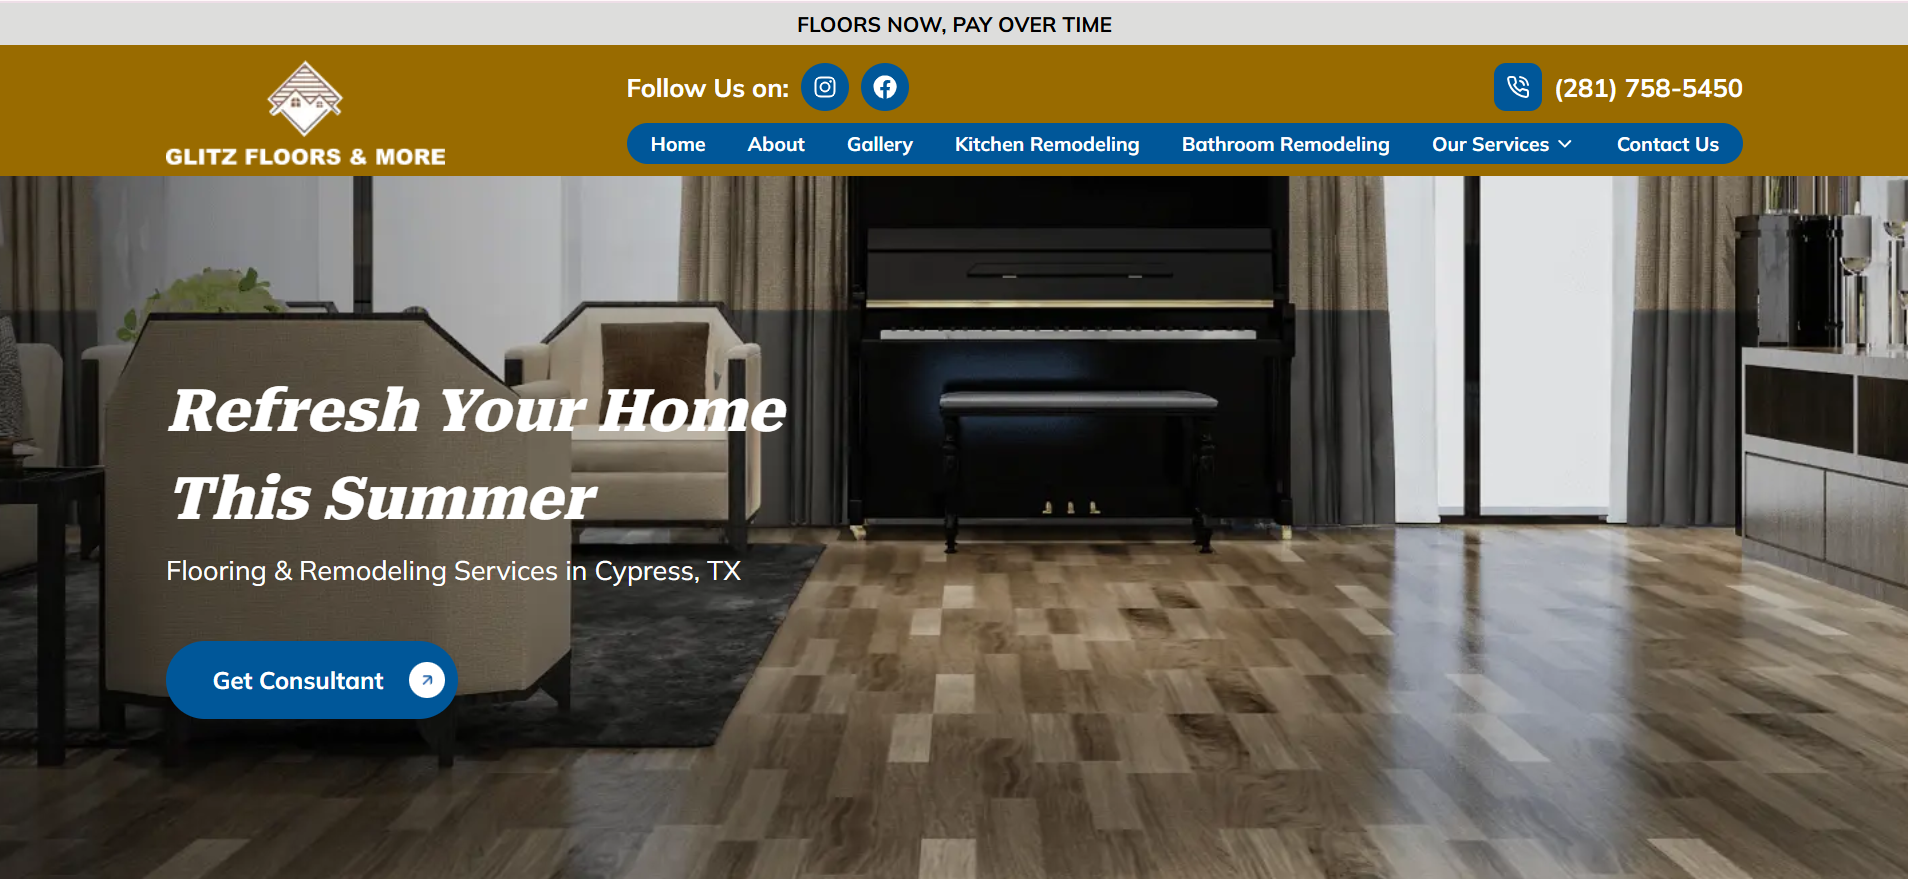 FLOORS NOW, PAY OVER TIME
GLITZ FLOORS & MORE
Follow Us on:
(281) 758-5450
Home About Gallery Kitchen Remodeling Bathroom Remodeling Our Services Contact Us
Refresh Your Home
This Summer
Flooring & Remodeling Services in Cypress, TX
Get Consultant